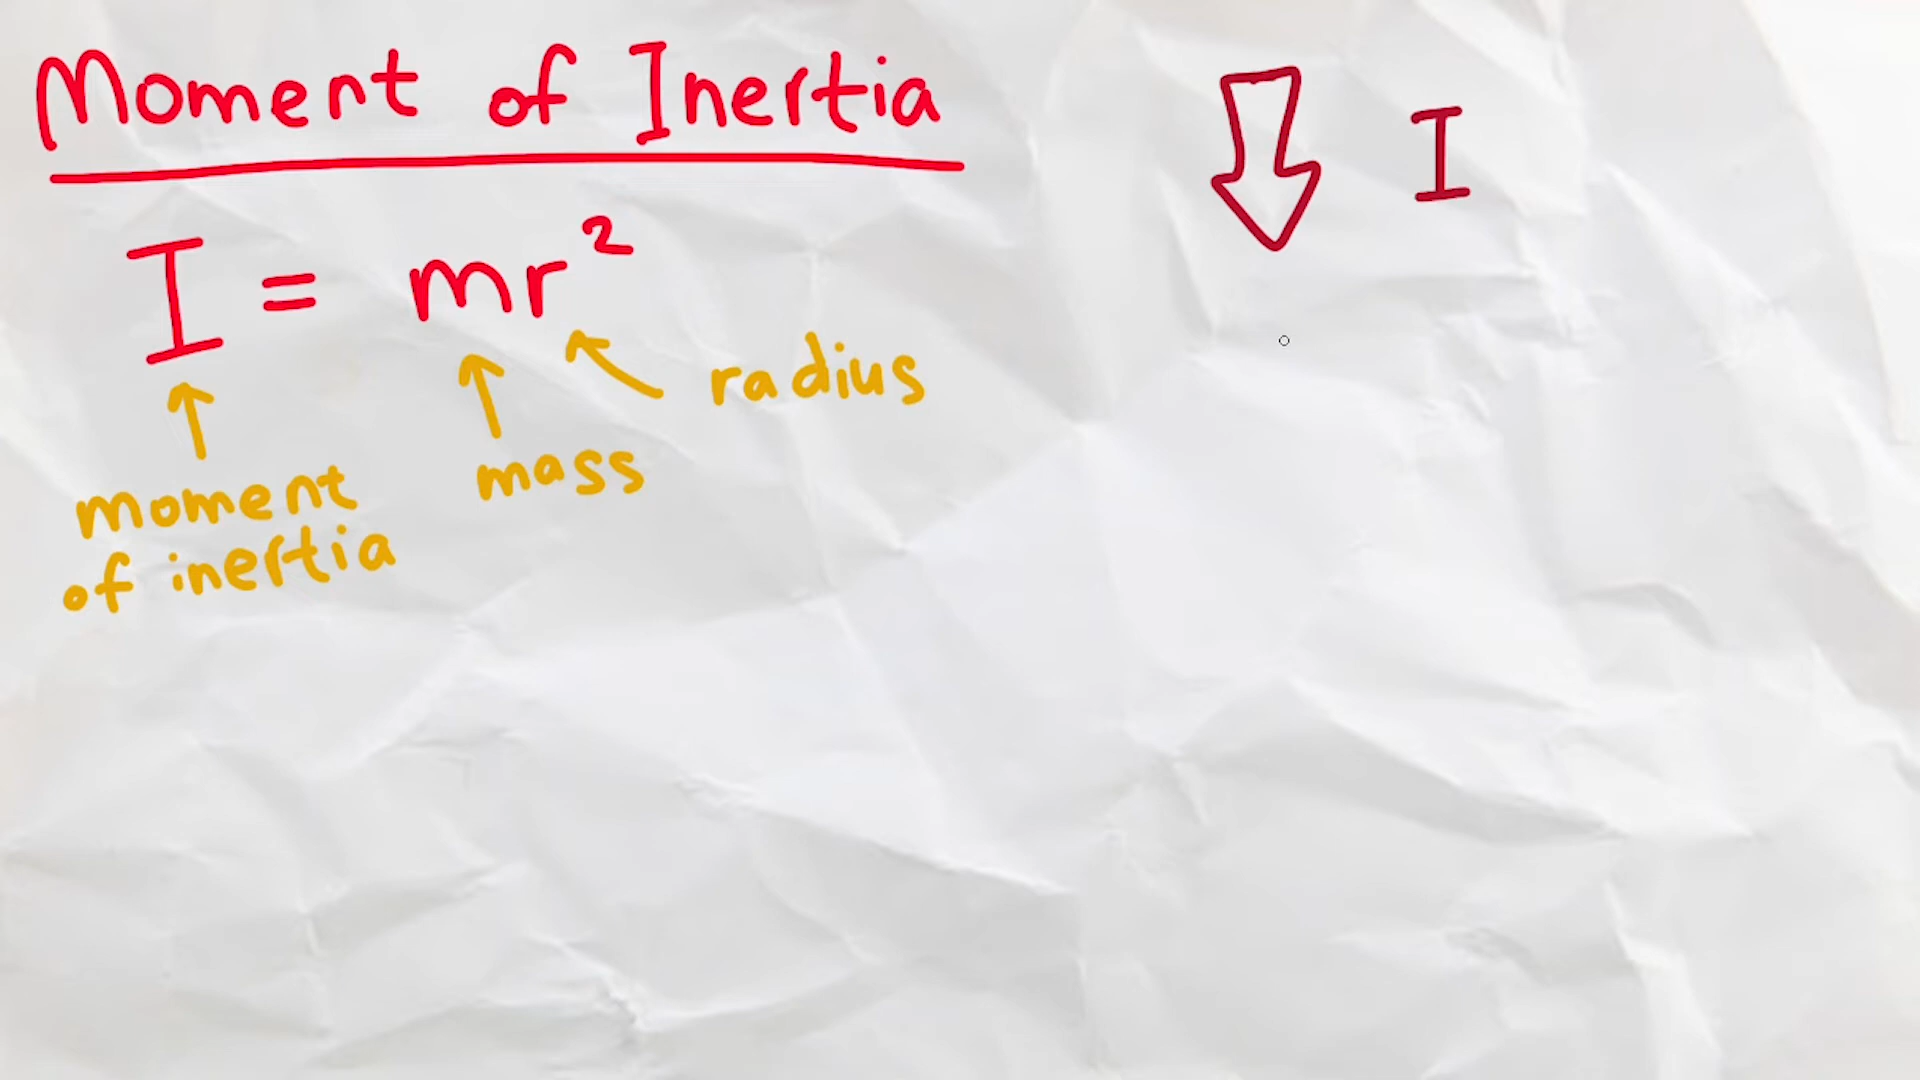 Moment of Inertia
I = mr²
radius
mass
moment
of inertia
I